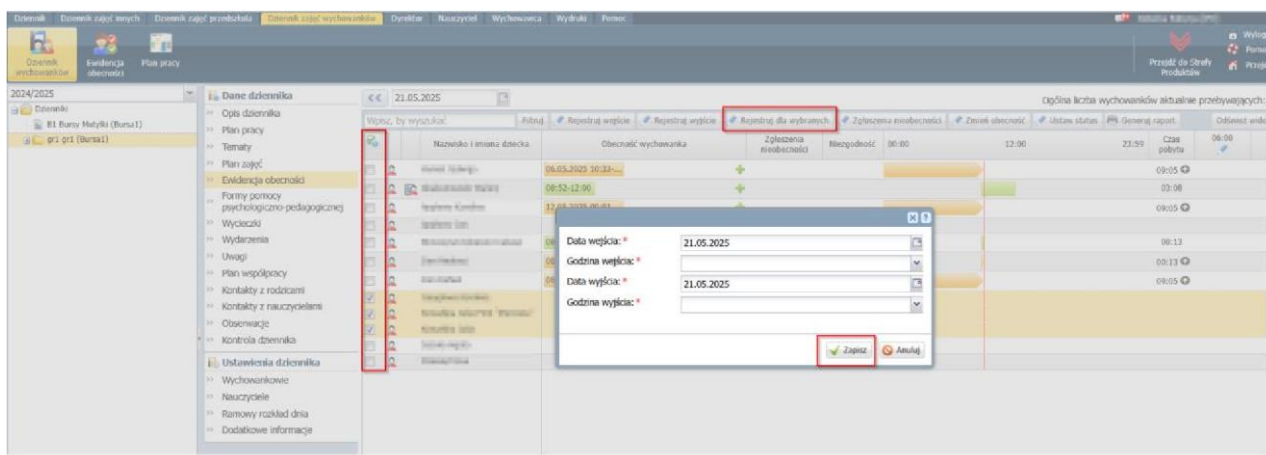 Dziennik Dziennik zajęć innych Dziennik zajęć przedszkola Dziennik zajęć wychowanków Dyrektor Nauczyciel Wychowawca Wydruki Pomoc
Dziennik wychowanków
Ewidencja obecności
Plan pracy
Przejdź do Strefy Produktów
2024/2025
Dzienniki
B1 Bursy Motylki (Bursa1)
gr1 gr1 (Bursa1)
Dane dziennika
Opis dziennika
Plan pracy
Tematy
Plan zajęć
Ewidencja obecności
Formy pomocy
psychologiczno-pedagogicznej
Wycieczki
Wydarzenia
Uwagi
Plan współpracy
Kontakty z rodzicami
Kontakty z nauczycielami
Obserwacje
Kontrola dziennika
Ustawienia dziennika
Wychowankowie
Nauczyciele
Ramowy rozkład dnia
Dodatkowe informacje
<< 21.05.2025
Ogólna liczba wychowanków aktualnie przebywających:
Wpisz, by wyszukać Filtruj Rejestruj wejście Rejestruj wyjście Rejestruj dla wybranych Zgłoszenia nieobecności Zmień obecność Ustaw status Generuj raport
Nazwisko i imiona dziecka Obecność wychowanka Zgłoszenia nieobecności Niezgodność 00:00 12:00 23:59 Czas pobytu 06:00
06.05.2025 10:33-... 09:05
08:52-12:00 03:08
09:05
00:13
00:13
09:05
Data wejścia: * 21.05.2025
Godzina wejścia: *
Data wyjścia: * 21.05.2025
Godzina wyjścia: *
Zapisz Anuluj